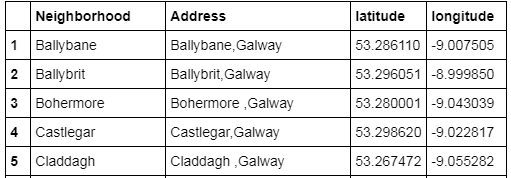 Neighborhood Address latitude longitude
1 Ballybane Ballybane,Galway 53.286110 -9.007505
2 Ballybrit Ballybrit,Galway 53.296051 -8.999850
3 Bohermore Bohermore ,Galway 53.280001 -9.043039
4 Castlegar Castlegar,Galway 53.298620 -9.022817
5 Claddagh Claddagh ,Galway 53.267472 -9.055282